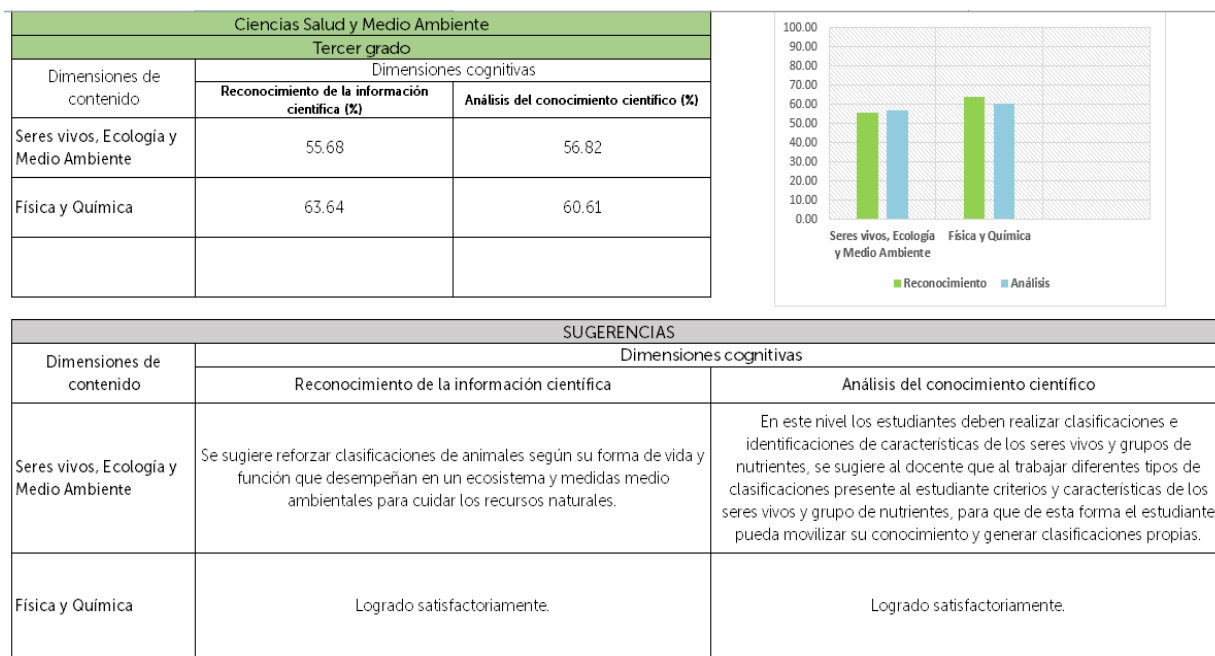 Ciencias Salud y Medio Ambiente
Tercer grado
Dimensiones de
contenido
Dimensiones cognitivas
Reconocimiento de la información
científica (%)
Análisis del conocimiento científico (%)
Seres vivos, Ecología y
Medio Ambiente
55.68
56.82
Física y Química
63.64
60.61
100.00
90.00
80.00
70.00
60.00
50.00
40.00
30.00
20.00
10.00
0.00
Seres vivos, Ecología
y Medio Ambiente
Física y Química
Reconocimiento
Análisis
SUGERENCIAS
Dimensiones de
contenido
Dimensiones cognitivas
Reconocimiento de la información científica
Análisis del conocimiento científico
Seres vivos, Ecología y
Medio Ambiente
Se sugiere reforzar clasificaciones de animales según su forma de vida y
función que desempeñan en un ecosistema y medidas medio
ambientales para cuidar los recursos naturales.
En este nivel los estudiantes deben realizar clasificaciones e
identificaciones de características de los seres vivos y grupos de
nutrientes, se sugiere al docente que al trabajar diferentes tipos de
clasificaciones presente al estudiante criterios y características de los
seres vivos y grupo de nutrientes, para que de esta forma el estudiante
pueda movilizar su conocimiento y generar clasificaciones propias.
Física y Química
Logrado satisfactoriamente.
Logrado satisfactoriamente.